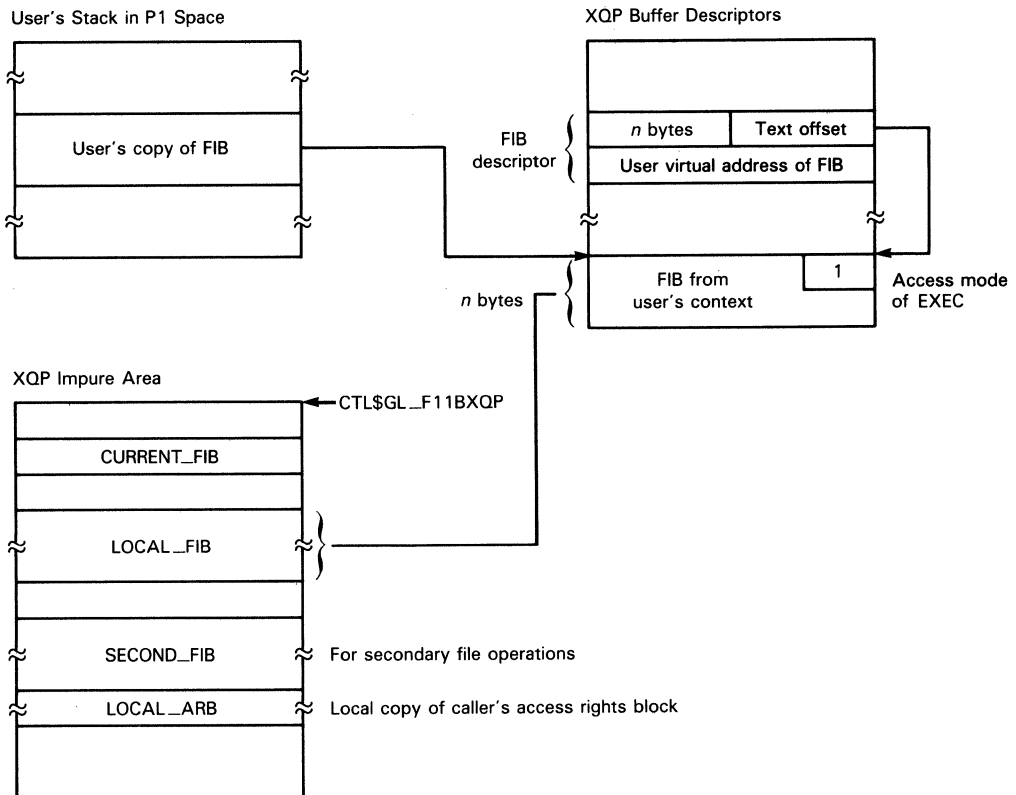 User's Stack in P1 Space
User's copy of FIB
XQP Buffer Descriptors
FIB
descriptor
n bytes
Text offset
User virtual address of FIB
n bytes
FIB from
user's context
1
Access mode
of EXEC
XQP Impure Area
CTL$GL_F11BXQP
CURRENT_FIB
LOCAL_FIB
SECOND_FIB
For secondary file operations
LOCAL_ARB
Local copy of caller's access rights block